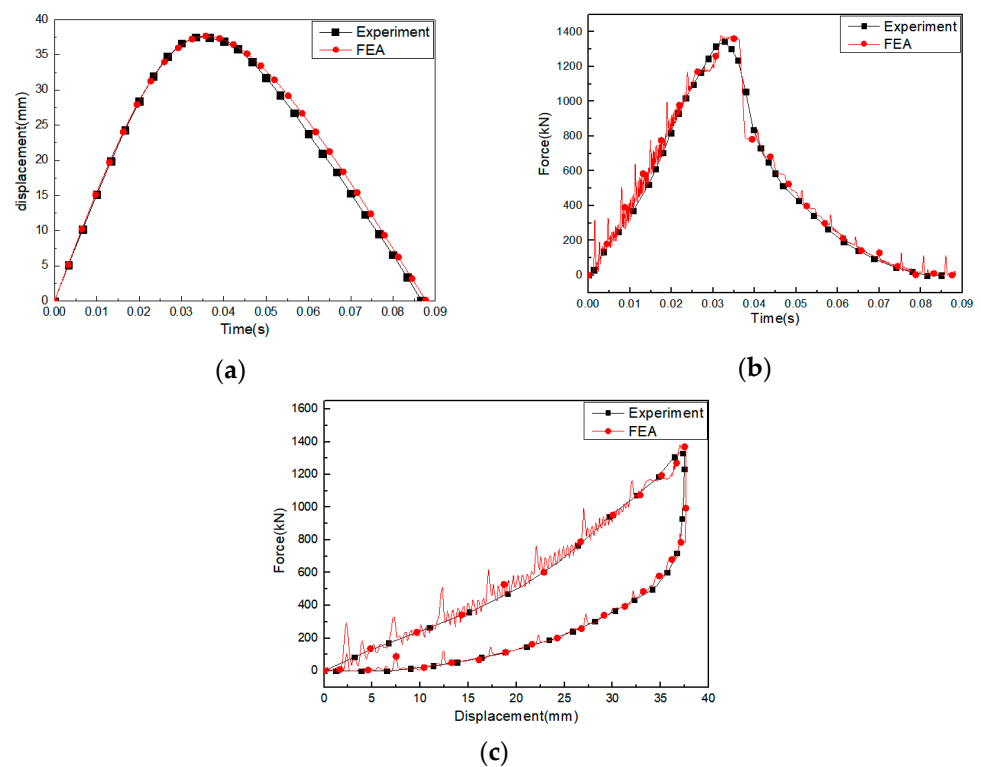 40
35
30
25
20
15
10
5
0
displacement(mm)
Experiment
FEA
0.00 0.01 0.02 0.03 0.04 0.05 0.06 0.07 0.08 0.09
Time(s)
(a)
1400
1200
1000
800
600
400
200
0
Force(kN)
Experiment
FEA
0.00 0.01 0.02 0.03 0.04 0.05 0.06 0.07 0.08 0.09
Time(s)
(b)
1600
1400
1200
1000
800
600
400
200
0
Force(kN)
Experiment
FEA
0 5 10 15 20 25 30 35 40
Displacement(mm)
(c)